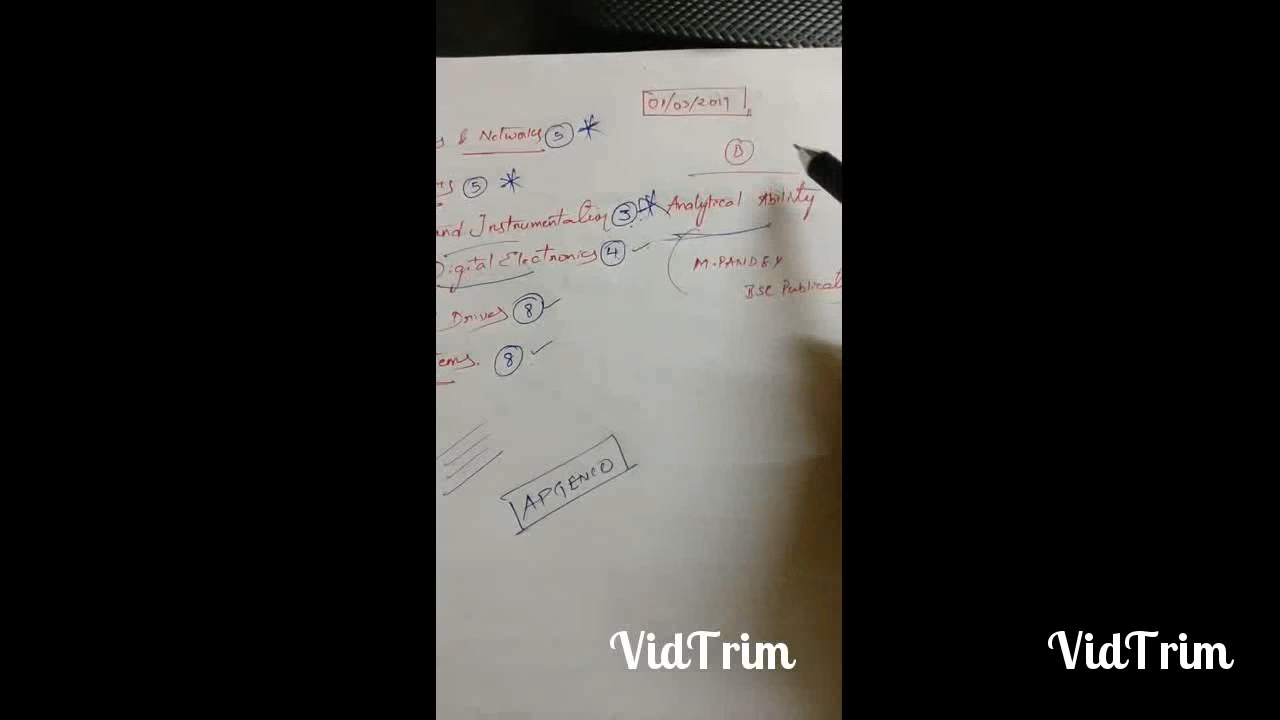 01/03/2017
& Networks 5 *
B
5 *
and Instrumentation 3 *
Analytical Ability
Digital Electronics 4 ✓
M. PANDEY
BSC Publicat
Drives 8 ✓
tems. 8 ✓
APGENCO
VidTrim VidTrim